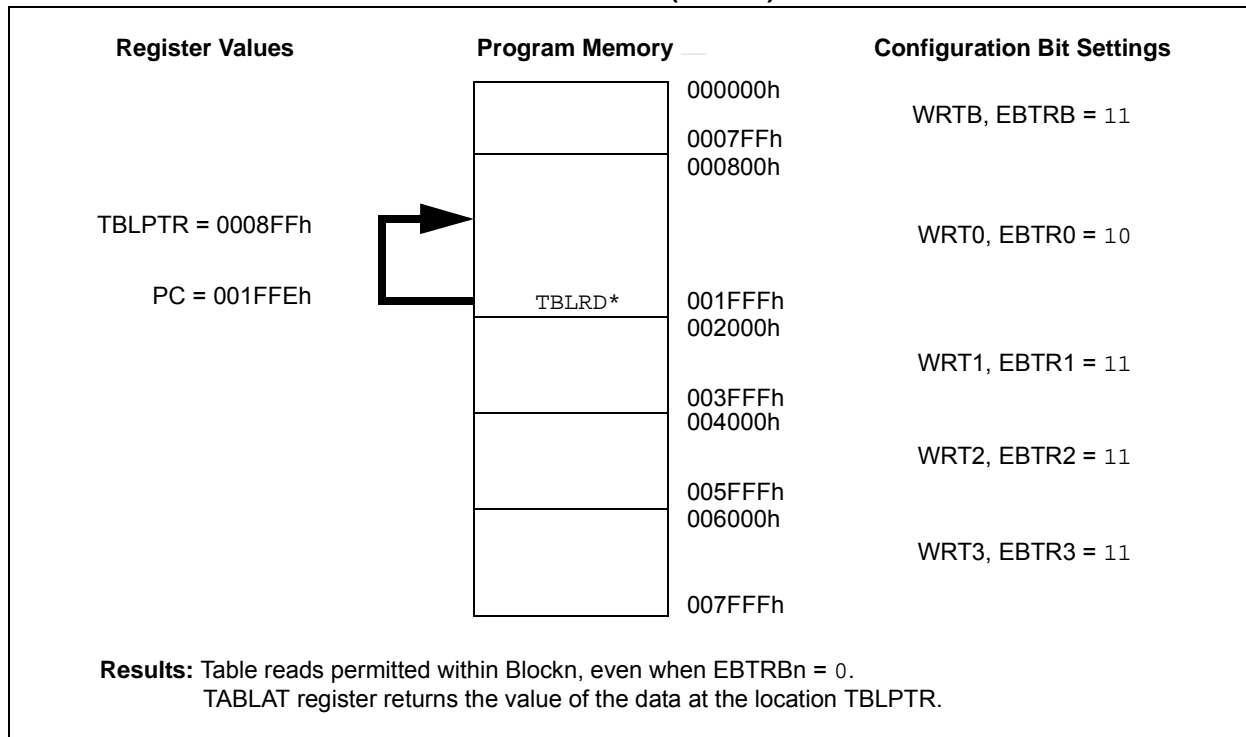 Register Values
Program Memory
Configuration Bit Settings
000000h
WRTB, EBTRB = 11
0007FFh
000800h
TBLPTR = 0008FFh
WRT0, EBTR0 = 10
PC = 001FFEh
TBLRD*
001FFFh
002000h
WRT1, EBTR1 = 11
003FFFh
004000h
WRT2, EBTR2 = 11
005FFFh
006000h
WRT3, EBTR3 = 11
007FFFh
Results: Table reads permitted within Blockn, even when EBTRBn = 0.
TABLAT register returns the value of the data at the location TBLPTR.